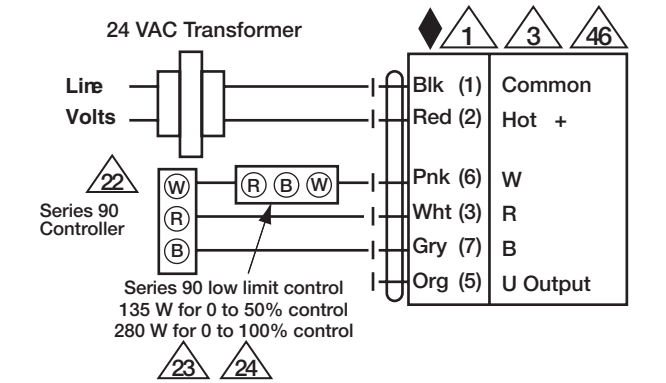 24 VAC Transformer
1 3 46
Line
Volts
Blk (1) Common
Red (2) Hot +
22
Series 90
Controller
W R B W Pnk (6) W
R Wht (3) R
B Gry (7) B
Org (5) U Output
Series 90 low limit control
135 W for 0 to 50% control
280 W for 0 to 100% control
23 24